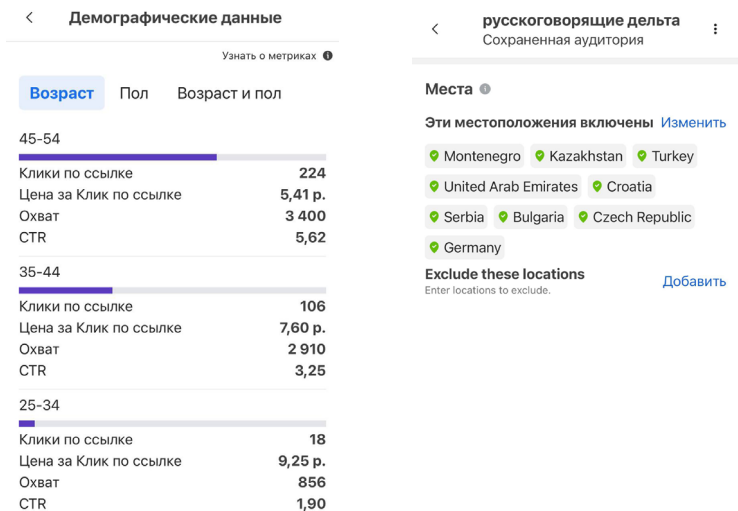 Демографические данные
Узнать о метриках
Возраст Пол Возраст и пол
45-54
Клики по ссылке 224
Цена за Клик по ссылке 5,41 р.
Охват 3 400
CTR 5,62
35-44
Клики по ссылке 106
Цена за Клик по ссылке 7,60 р.
Охват 2 910
CTR 3,25
25-34
Клики по ссылке 18
Цена за Клик по ссылке 9,25 р.
Охват 856
CTR 1,90
русскоговорящие дельта
Сохраненная аудитория
Места
Эти местоположения включены Изменить
Montenegro Kazakhstan Turkey
United Arab Emirates Croatia
Serbia Bulgaria Czech Republic
Germany
Exclude these locations Добавить
Enter locations to exclude.